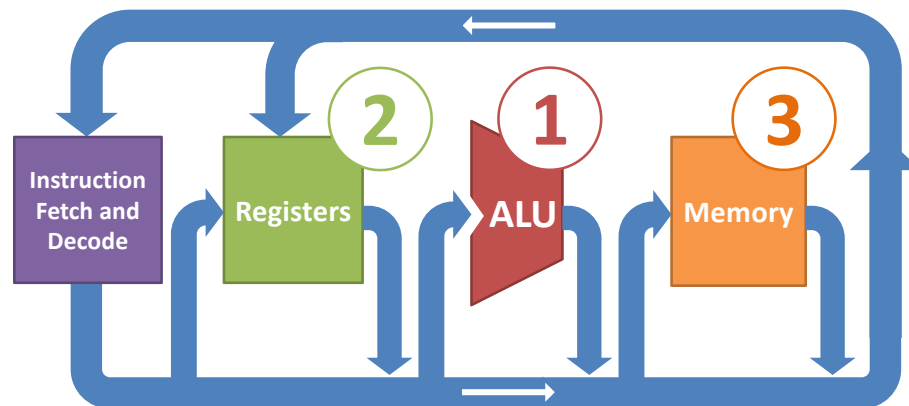 2
1
3
Instruction
Fetch and
Decode
Registers
ALU
Memory